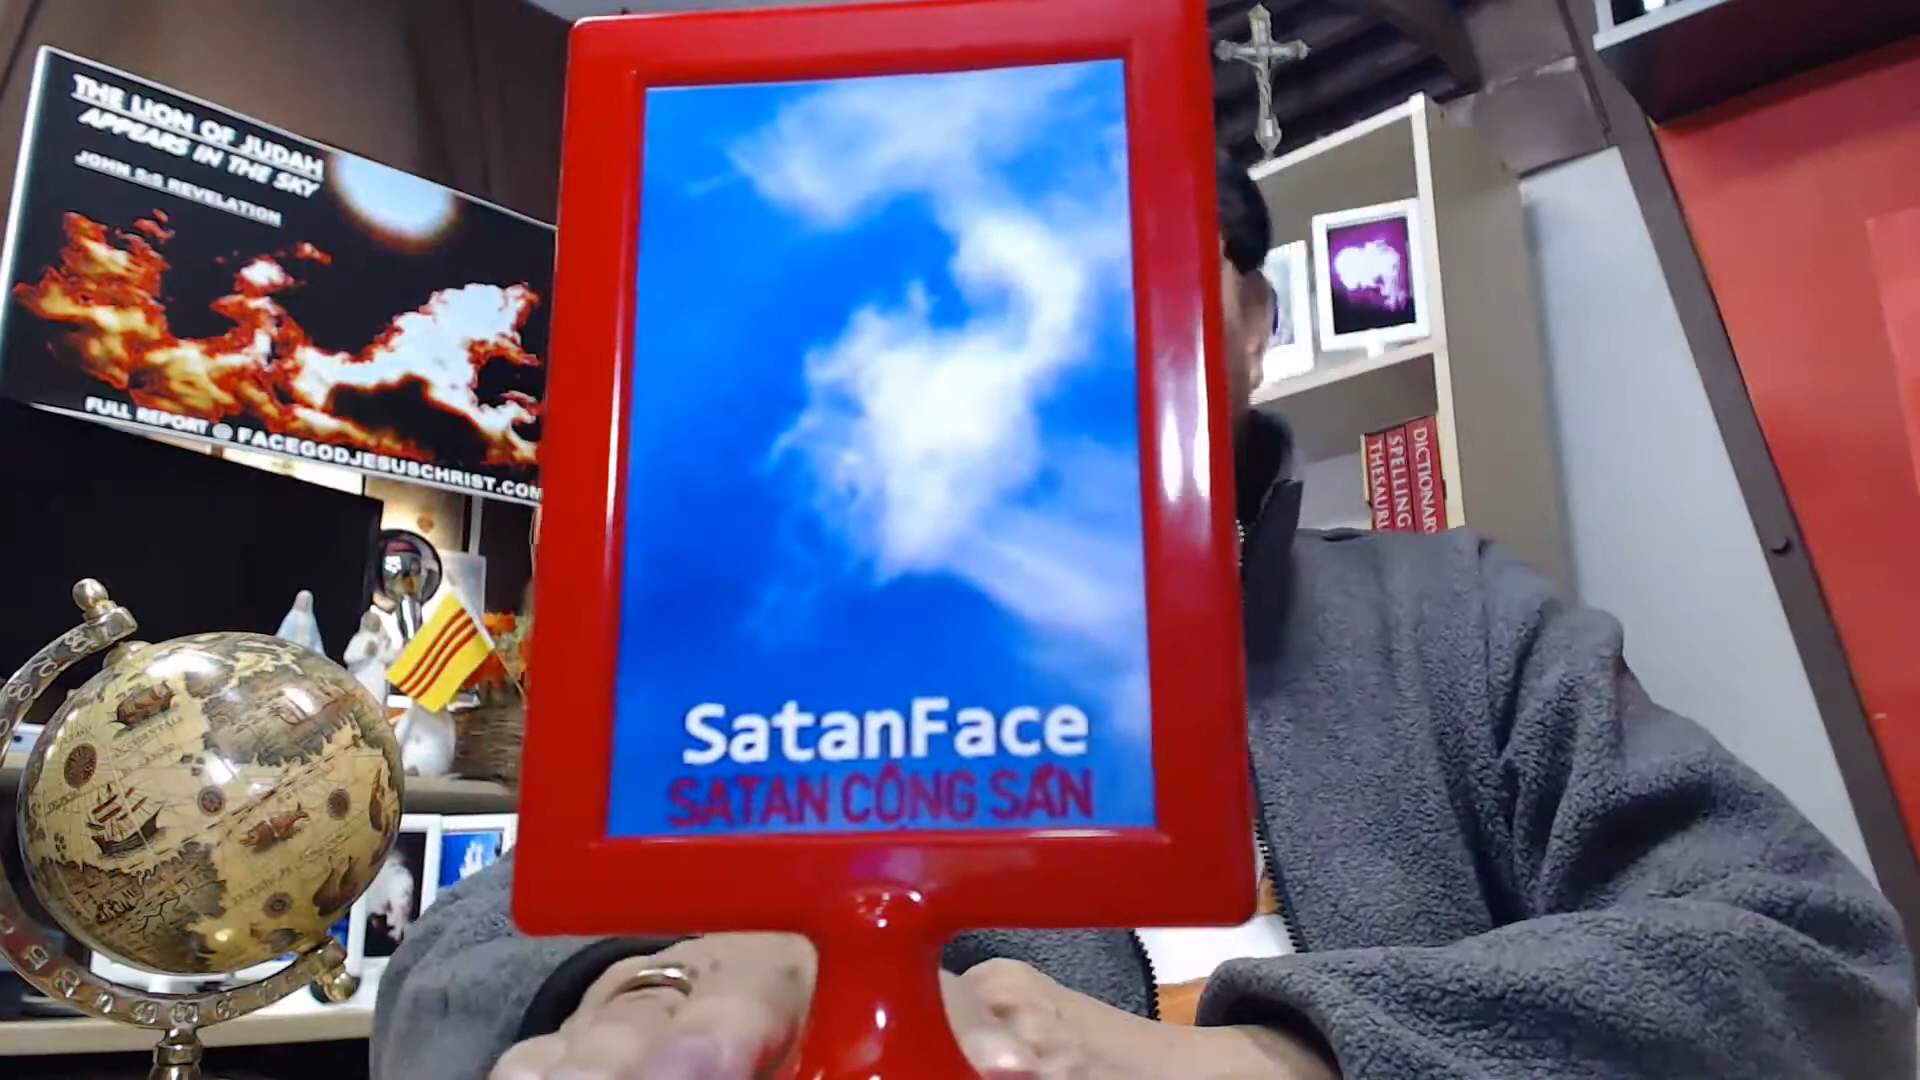 THE LION OF JUDAH
APPEARS IN THE SKY
JOHN 5:5 REVELATION
FULL REPORT @ FACEGODJESUSCHRIST.COM
SatanFace
SATAN CỘNG SẢN
DICTIONARY
SPELLING
THESAURU